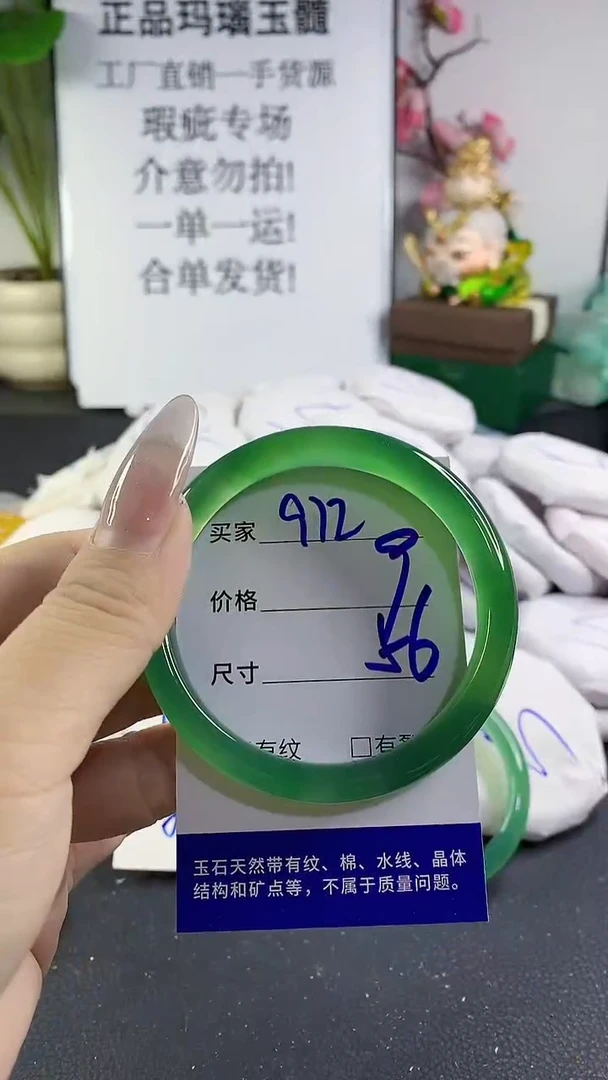 正品玛瑙玉髓
工厂直销一手货源
瑕疵专场
介意勿拍!
一单一运!
合单发货!
买家 912
价格
尺寸 56
有纹 □有裂
玉石天然带有纹、棉、水线、晶体
结构和矿点等，不属于质量问题。